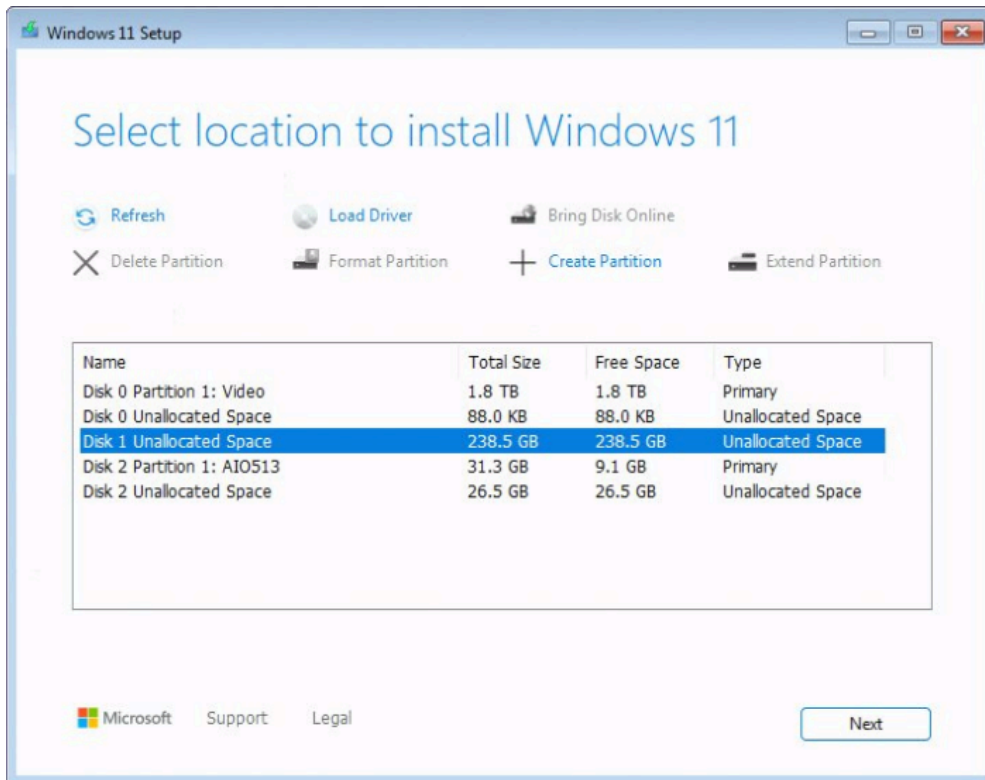 Windows 11 Setup
Select location to install Windows 11
Refresh Load Driver Bring Disk Online
Delete Partition Format Partition Create Partition Extend Partition
Name Total Size Free Space Type
Disk 0 Partition 1: Video 1.8 TB 1.8 TB Primary
Disk 0 Unallocated Space 88.0 KB 88.0 KB Unallocated Space
Disk 1 Unallocated Space 238.5 GB 238.5 GB Unallocated Space
Disk 2 Partition 1: AIO513 31.3 GB 9.1 GB Primary
Disk 2 Unallocated Space 26.5 GB 26.5 GB Unallocated Space
Microsoft Support Legal Next